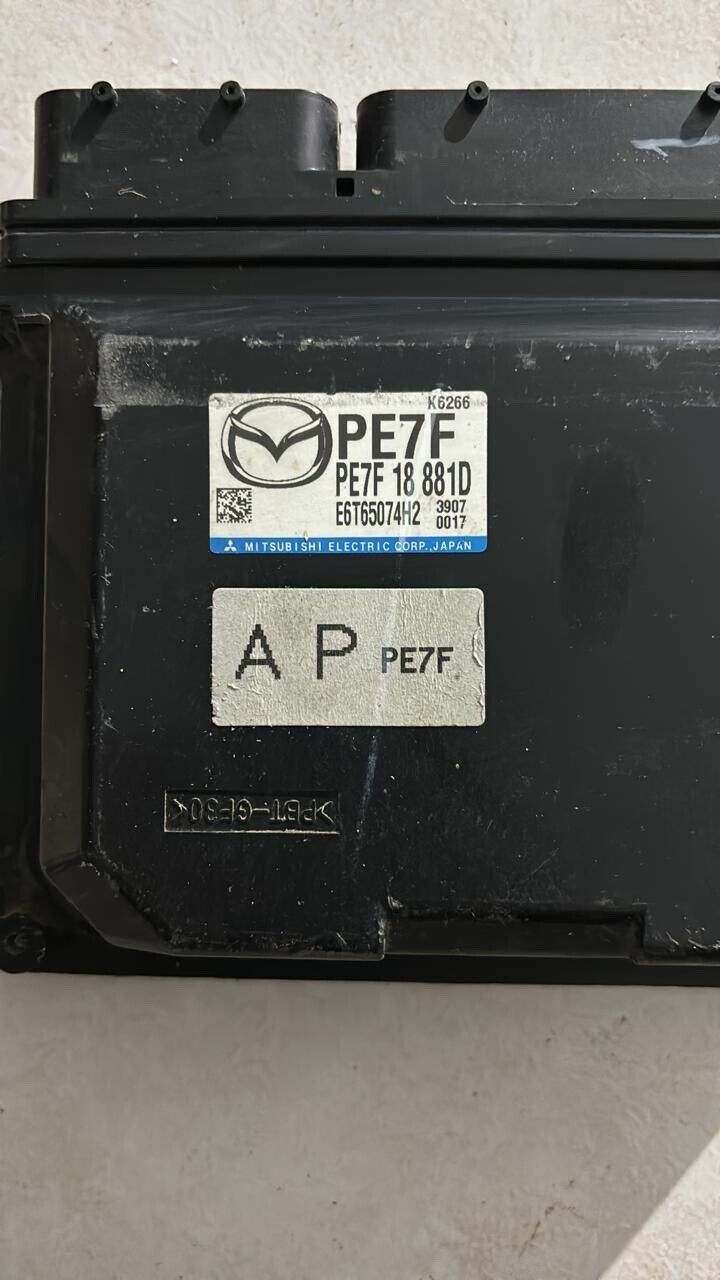 K6266
PE7F
PE7F 18 881D
E6T65074H2 3907
0017
MITSUBISHI ELECTRIC CORP., JAPAN
A P PE7F
>PBT-GF30<